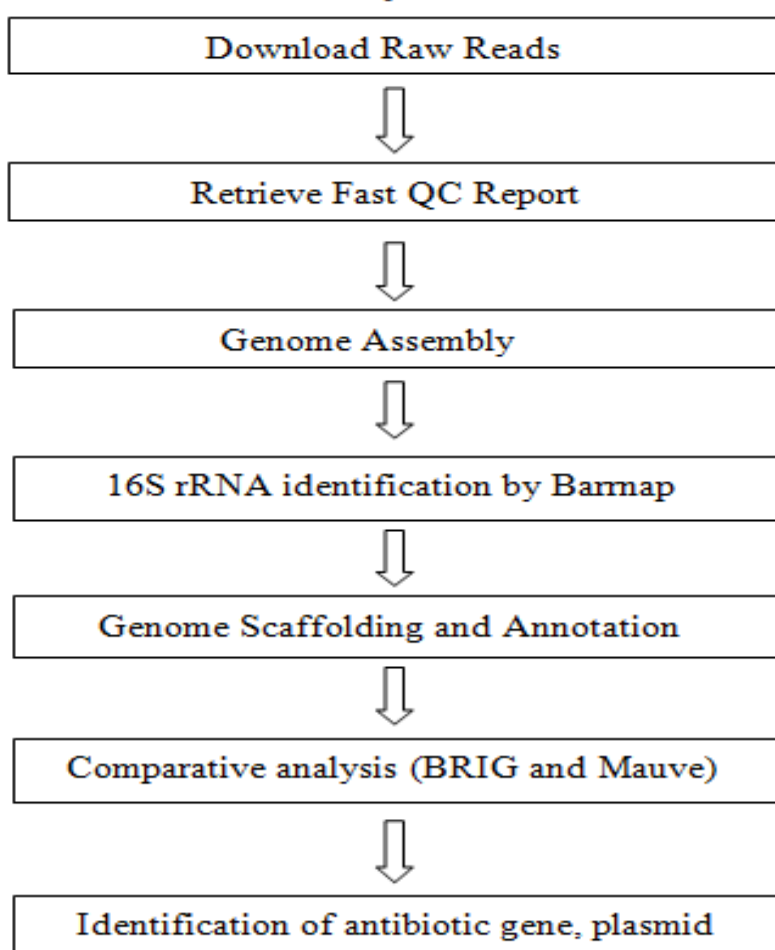 Download Raw Reads
Retrieve Fast QC Report
Genome Assembly
16S rRNA identification by Barrnap
Genome Scaffolding and Annotation
Comparative analysis (BRIG and Mauve)
Identification of antibiotic gene, plasmid